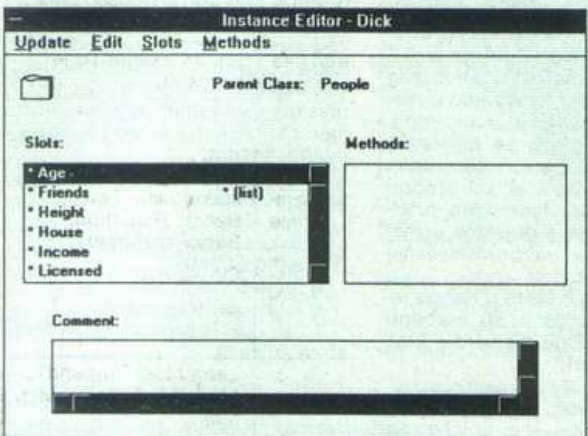 Instance Editor - Dick
Update Edit Slots Methods
Parent Class: People
Slots:
* Age
* Friends * (list)
* Height
* House
* Income
* Licensed
Methods:
Comment: